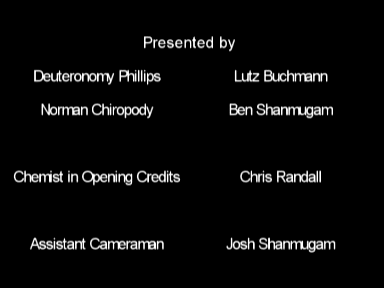 Presented by
Deuteronomy Phillips Lutz Buchmann
Norman Chiropody Ben Shanmugam
Chemist in Opening Credits Chris Randall
Assistant Cameraman Josh Shanmugam